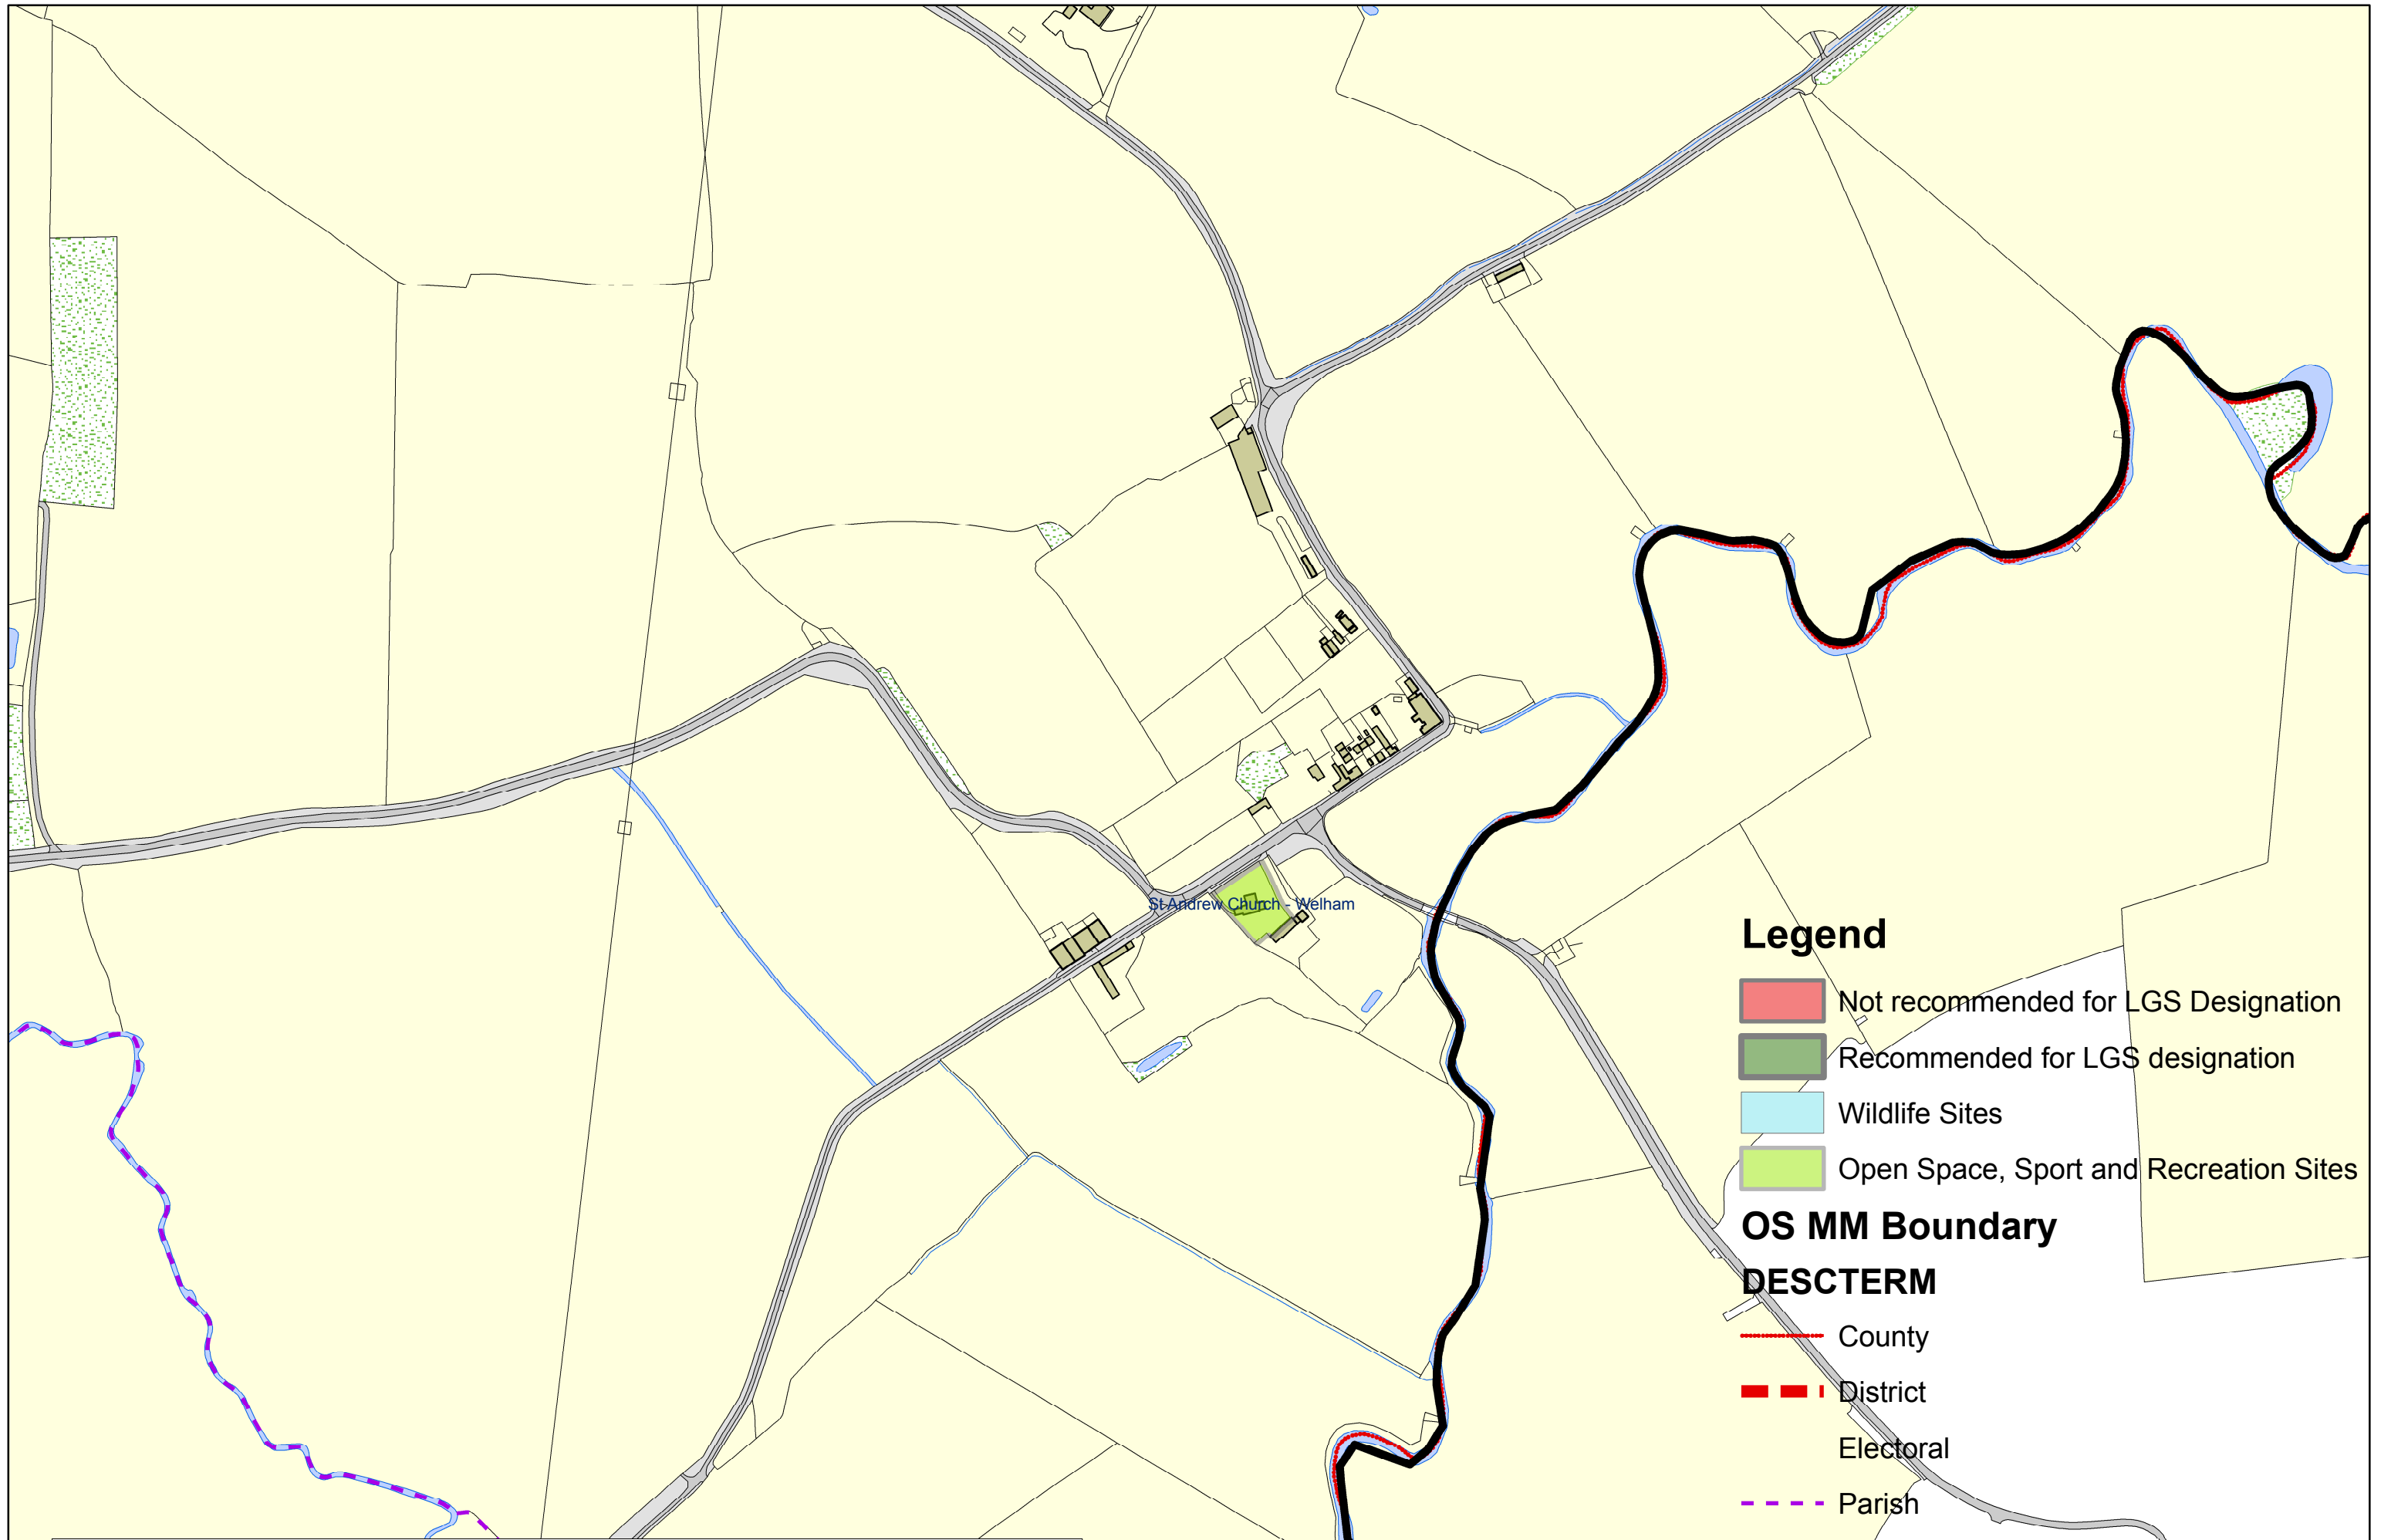 St Andrew Church - Welham
Legend
Not recommended for LGS Designation
Recommended for LGS designation
Wildlife Sites
Open Space, Sport and Recreation Sites
OS MM Boundary
DESCTERM
County
District
Electoral
Parish